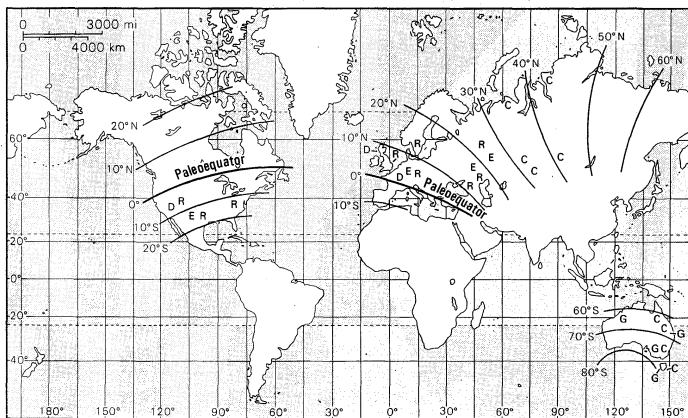 0 3000 mi
0 4000 km
50°N
60°N
40°N
30°N
20°N
20°N
10°N
10°N
Paleoequator
0°
0°
Paleoequator
10°S
10°S
20°S
D R
E R
R
D
R
D E R
R
E
E
R
R
C
C
C
60°
40°
20°
0°
20°
40°
60°S
70°S
80°S
G
C
C
G
G C
G
C
180°
150°
120°
90°
60°
30°
0°
30°
60°
90°
120°
150°